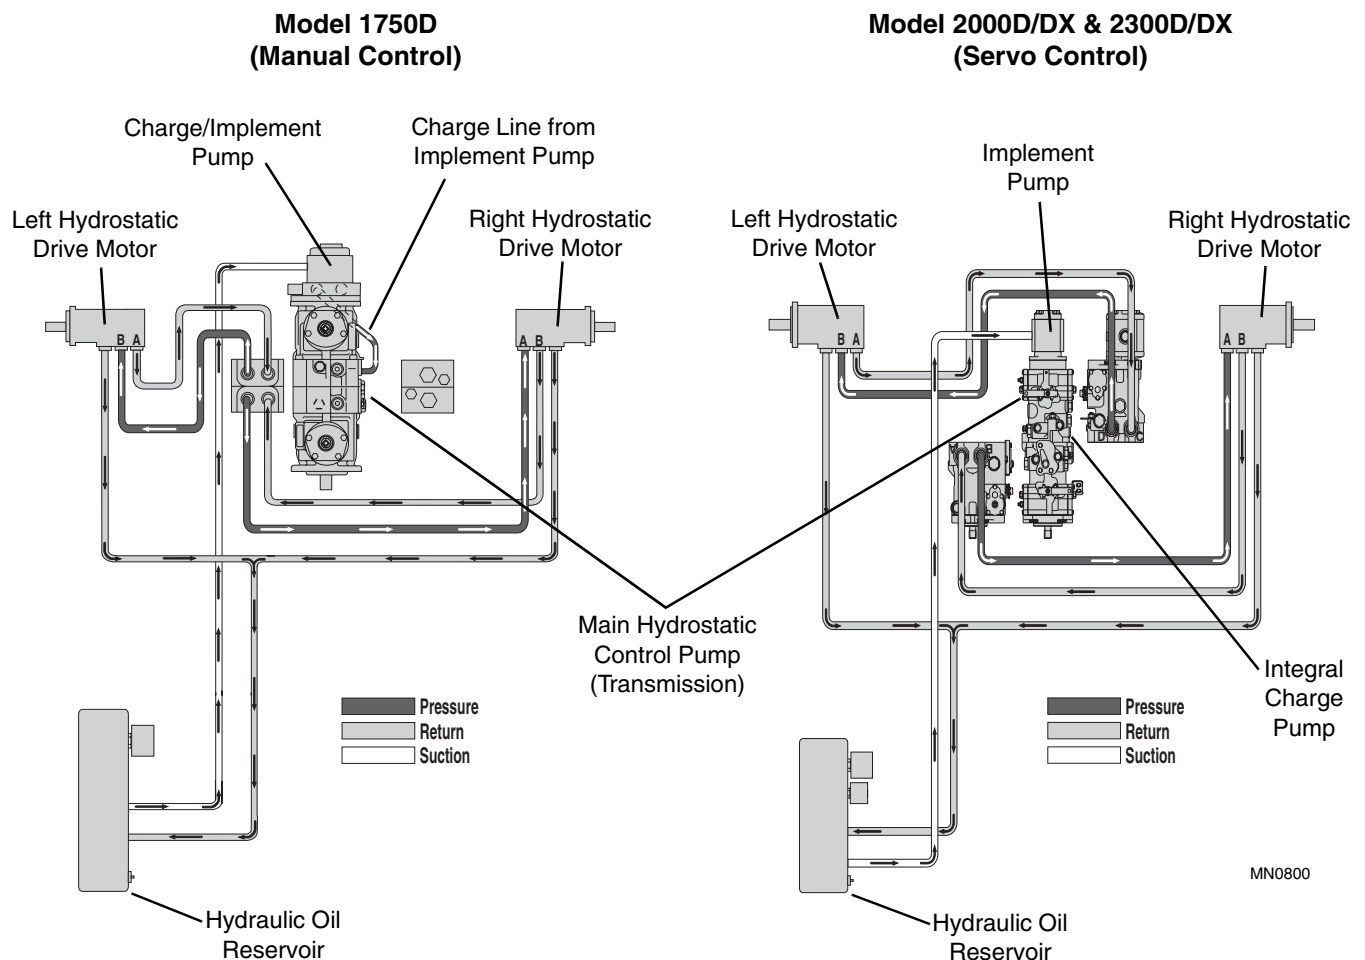 Model 1750D
(Manual Control)
Charge/Implement
Pump
Charge Line from
Implement Pump
Left Hydrostatic
Drive Motor
Right Hydrostatic
Drive Motor
B A
A B
Model 2000D/DX & 2300D/DX
(Servo Control)
Implement
Pump
Left Hydrostatic
Drive Motor
Right Hydrostatic
Drive Motor
B A
A B
D C
Main Hydrostatic
Control Pump
(Transmission)
Integral
Charge
Pump
Pressure
Return
Suction
Pressure
Return
Suction
Hydraulic Oil
Reservoir
Hydraulic Oil
Reservoir
MN0800